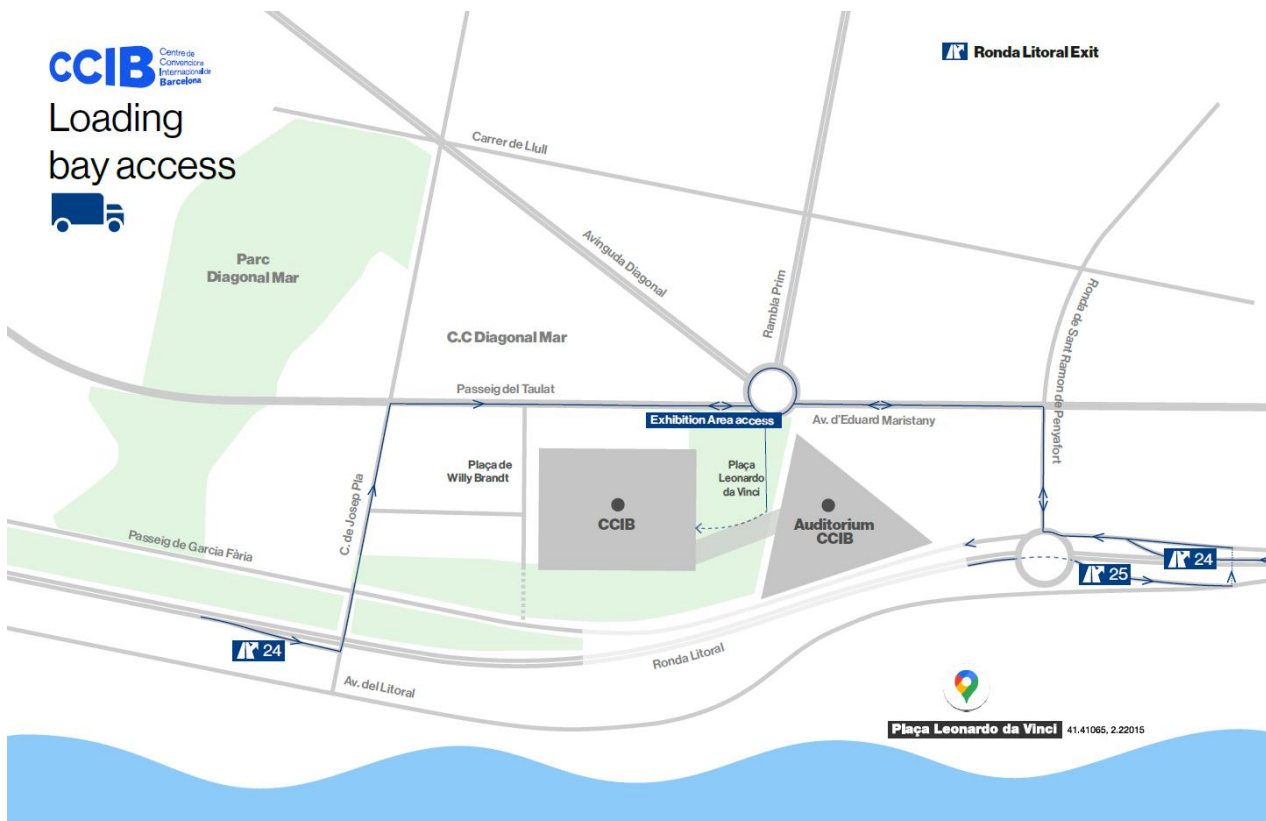 CCIB
Centre de
Convencions
Internacional de
Barcelona
Loading
bay access
Ronda Litoral Exit
Carrer de Llull
Parc
Diagonal Mar
Avinguda Diagonal
Rambla Prim
Ronda de Sant Ramon de Penyafort
C.C Diagonal Mar
Passeig del Taulat
Exhibition Area access
Av. d'Eduard Maristany
Plaça de
Willy Brandt
Plaça
Leonardo
da Vinci
C. de Josep Pla
CCIB
Auditorium
CCIB
Passeig de Garcia Fària
24
25
24
Ronda Litoral
Av. del Litoral
Plaça Leonardo da Vinci
41.41065, 2.22015